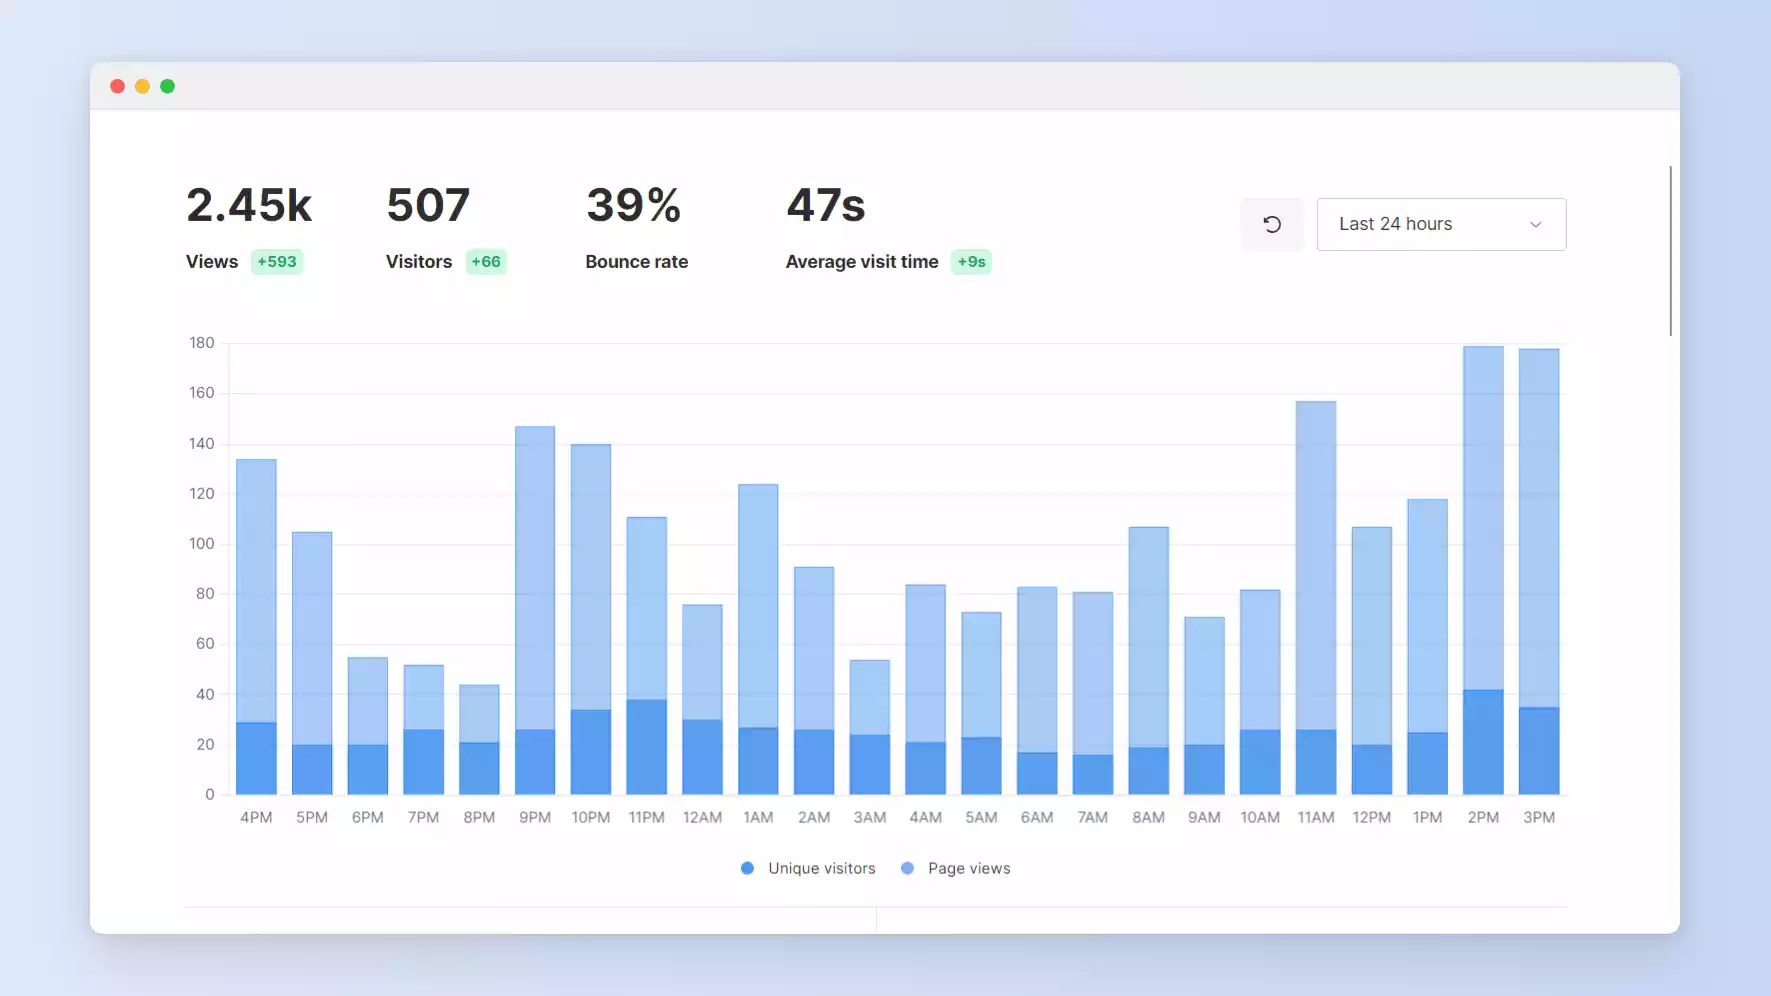 2.45k 507 39% 47s
Views +593 Visitors +66 Bounce rate Average visit time +9s
Last 24 hours
180
160
140
120
100
80
60
40
20
0
4PM 5PM 6PM 7PM 8PM 9PM 10PM 11PM 12AM 1AM 2AM 3AM 4AM 5AM 6AM 7AM 8AM 9AM 10AM 11AM 12PM 1PM 2PM 3PM
Unique visitors Page views